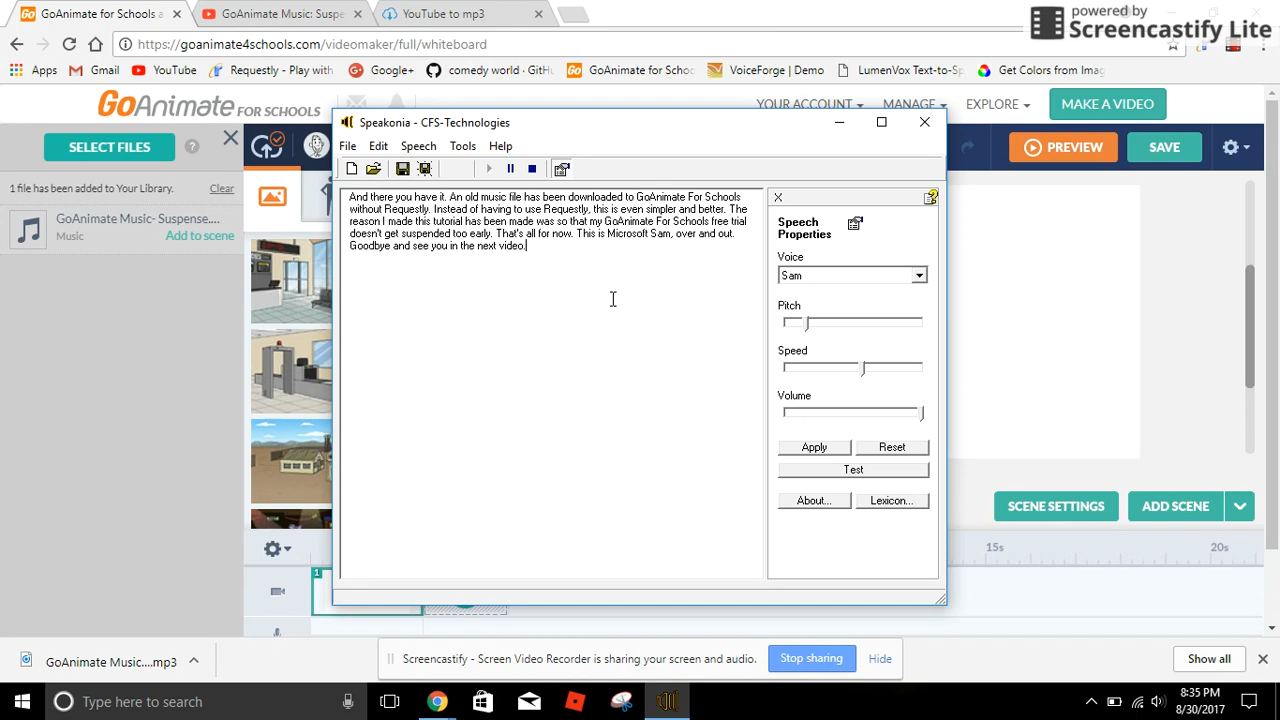 GoAnimate for Schools a
GoAnimate Music: Suspe
YouTube to mp3
powered by
Screencastify Lite
https://goanimate4schools.com/videomaker/full/whiteboard
Apps
Gmail
YouTube
Requestly - Play with
Google+
comedy world · GitH
GoAnimate for Schoo
VoiceForge | Demo
LumenVox Text-to-Sp
Get Colors from Imag
GoAnimate FOR SCHOOLS
YOUR ACCOUNT
MANAGE
EXPLORE
MAKE A VIDEO
SELECT FILES
?
PREVIEW
SAVE
1 file has been added to Your Library.
Clear
GoAnimate Music- Suspense....
Music
Add to scene
Speakonia - CFS-Technologies
File
Edit
Speech
Tools
Help
And there you have it. An old music file has been downloaded to GoAnimate For Schools
without Requestly. Instead of having to use Requestly, this is even simpler and better. The
reason I made this tutorial has been made was so that my GoAnimate For Schools free trial
doesn't get suspended too early. That's all for now. This is Microsoft Sam, over and out.
Goodbye and see you in the next video.
Speech
Properties
Voice
Sam
Pitch
Speed
Volume
Apply
Reset
Test
About...
Lexicon...
SCENE SETTINGS
ADD SCENE
15s
20s
1
GoAnimate Music....mp3
Screencastify - Screen Video Recorder is sharing your screen and audio.
Stop sharing
Hide
Show all
Type here to search
8:35 PM
8/30/2017